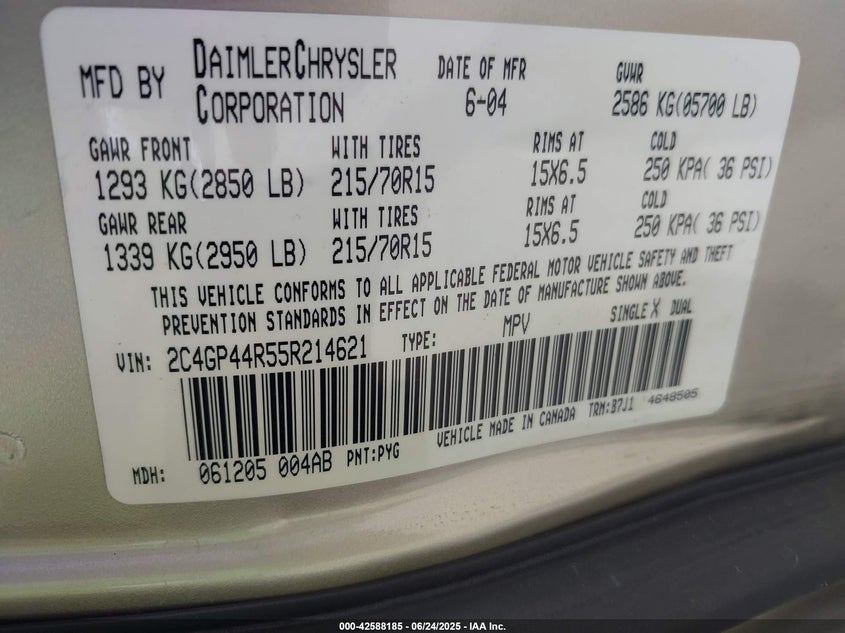 MFD BY DAIMLERCHRYSLER CORPORATION DATE OF MFR 6-04 GVWR 2586 KG(05700 LB)
GAWR FRONT WITH TIRES RIMS AT COLD
1293 KG(2850 LB) 215/70R15 15X6.5 250 KPA( 36 PSI)
GAWR REAR WITH TIRES RIMS AT COLD
1339 KG(2950 LB) 215/70R15 15X6.5 250 KPA( 36 PSI)
THIS VEHICLE CONFORMS TO ALL APPLICABLE FEDERAL MOTOR VEHICLE SAFETY AND THEFT
PREVENTION STANDARDS IN EFFECT ON THE DATE OF MANUFACTURE SHOWN ABOVE.
VIN: 2C4GP44R55R214621 TYPE: MPV SINGLE X DUAL
MDH: 061205 004AB PNT:PYG VEHICLE MADE IN CANADA TRM:B7J1 4648505
000-42588185 - 06/24/2025 - IAA Inc.